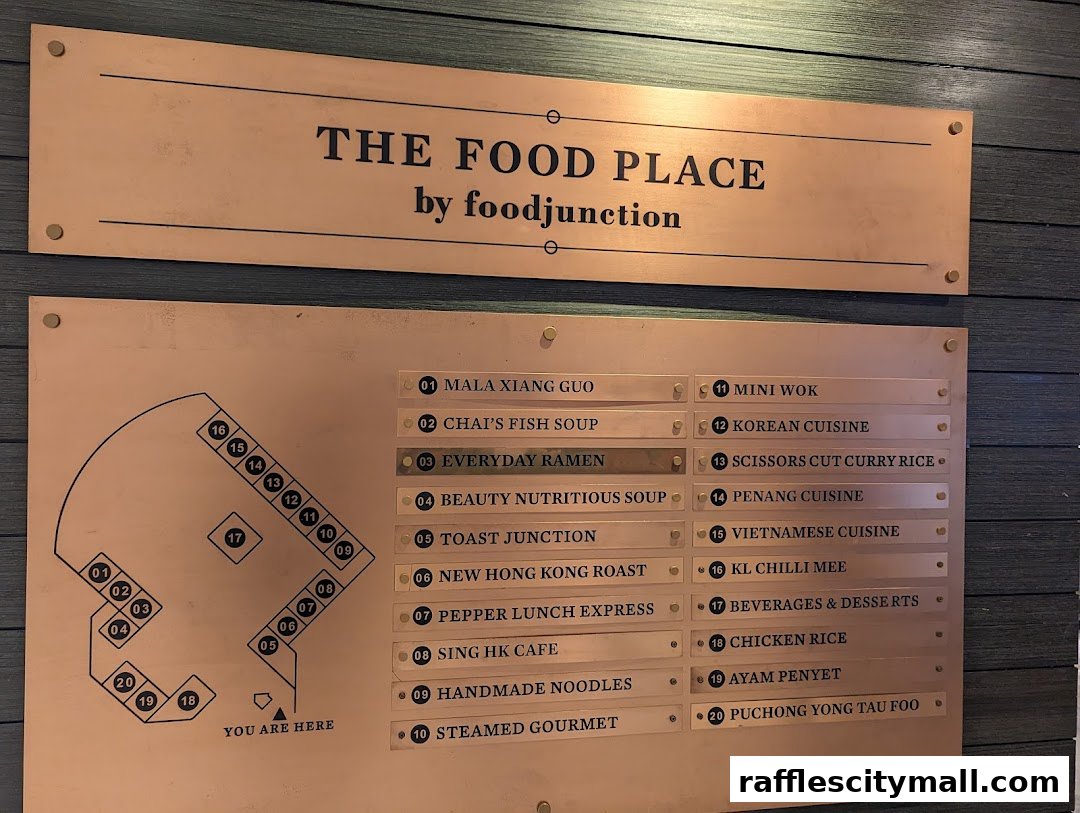 THE FOOD PLACE
by foodjunction
01 MALA XIANG GUO
02 CHAI'S FISH SOUP
03 EVERYDAY RAMEN
04 BEAUTY NUTRITIOUS SOUP
05 TOAST JUNCTION
06 NEW HONG KONG ROAST
07 PEPPER LUNCH EXPRESS
08 SING HK CAFE
09 HANDMADE NOODLES
10 STEAMED GOURMET
11 MINI WOK
12 KOREAN CUISINE
13 SCISSORS CUT CURRY RICE
14 PENANG CUISINE
15 VIETNAMESE CUISINE
16 KL CHILLI MEE
17 BEVERAGES & DESSERTS
18 CHICKEN RICE
19 AYAM PENYET
20 PUCHONG YONG TAU FOO
16
15
14
13
12
11
10
09
17
01
02
03
04
08
07
06
05
20
19
18
YOU ARE HERE
rafflescitymall.com